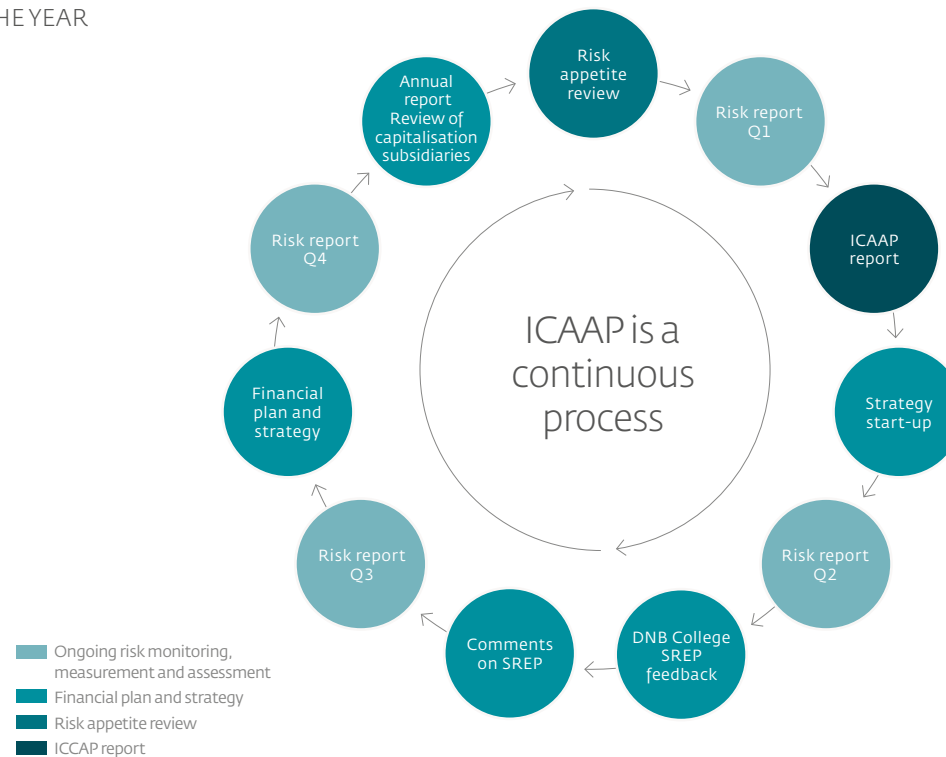 HE YEAR
Risk
appetite
review
Risk report
Q1
ICAAP
report
Strategy
start-up
Risk report
Q2
DNB College
SREP
feedback
Comments
on SREP
Risk report
Q3
Financial
plan and
strategy
Risk report
Q4
Annual
report
Review of
capitalisation
subsidiaries
ICAAP is a
continuous
process
Ongoing risk monitoring,
measurement and assessment
Financial plan and strategy
Risk appetite review
ICCAP report